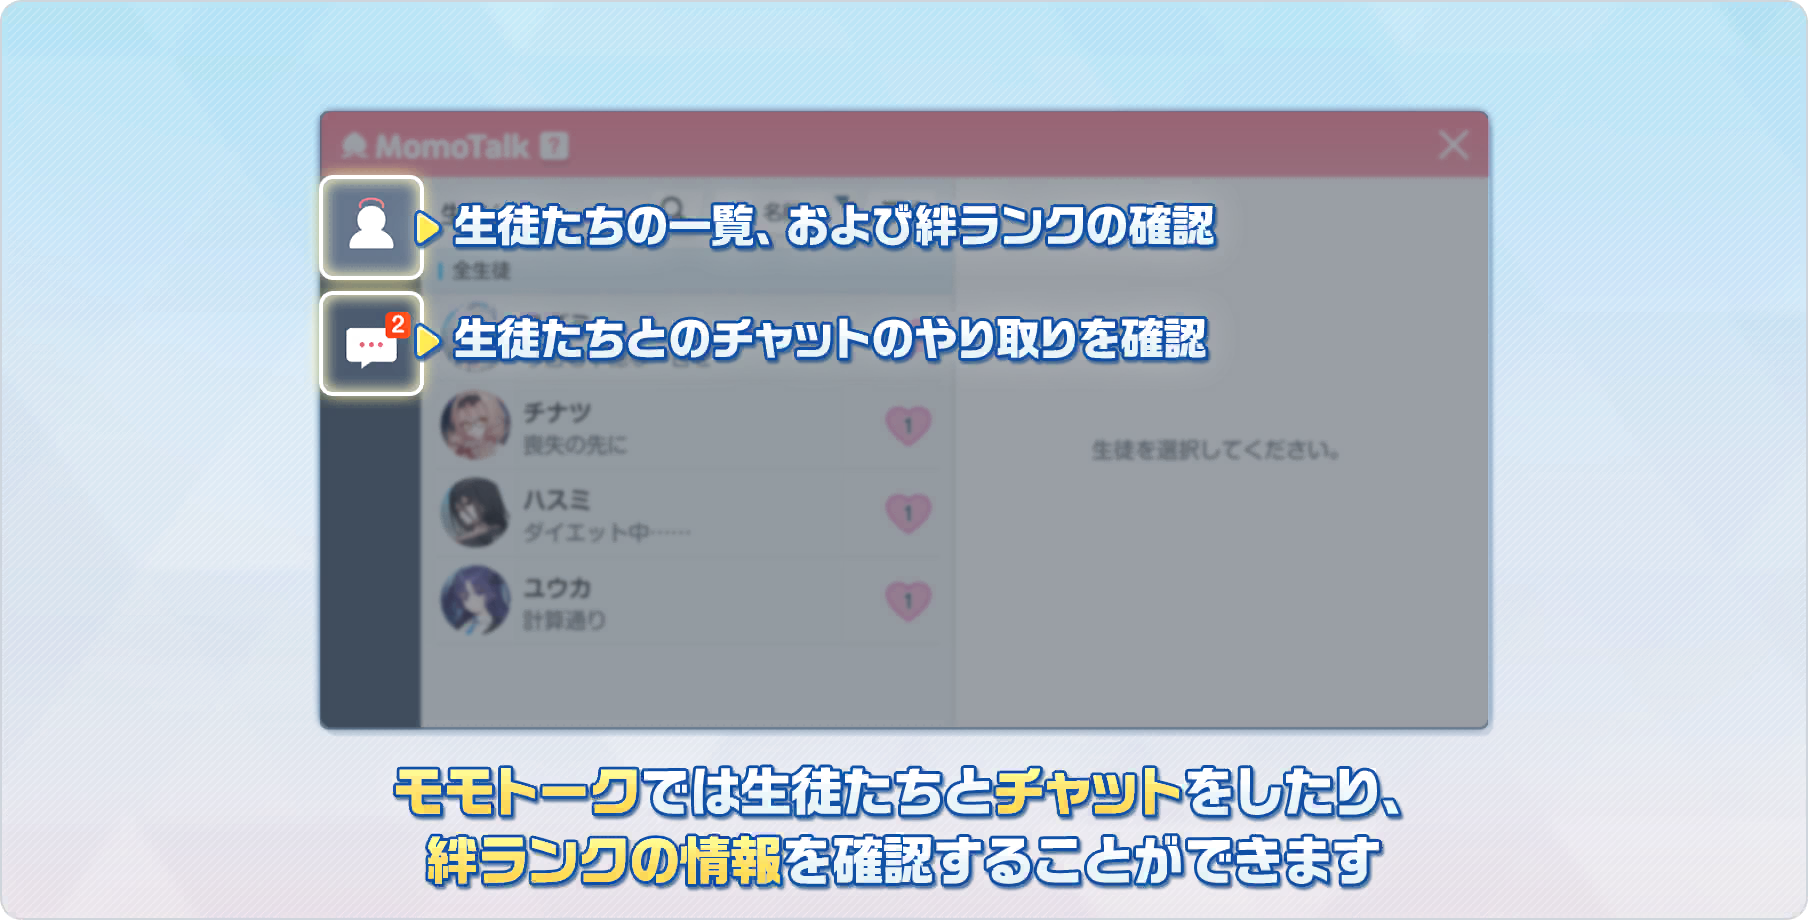 MomoTalk ?
生徒たちの一覧、および絆ランクの確認
全生徒
2
生徒たちとのチャットのやり取りを確認
チナツ
喪失の先に
1
生徒を選択してください。
ハスミ
ダイエット中……
1
ユウカ
計算通り
1
モモトークでは生徒たちとチャットをしたり、
絆ランクの情報を確認することができます